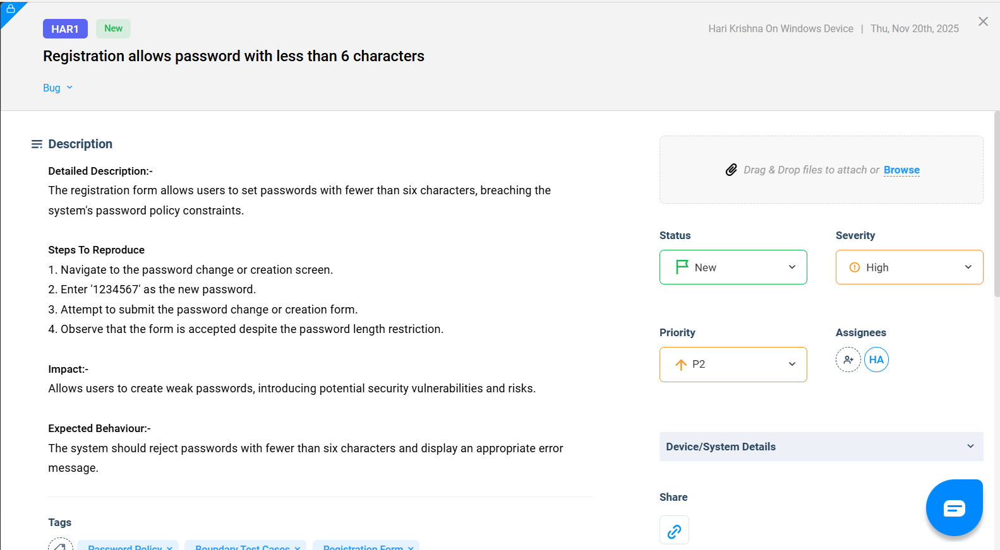 HAR1 New
Hari Krishna On Windows Device | Thu, Nov 20th, 2025
Registration allows password with less than 6 characters
Bug
Description
Detailed Description:-
The registration form allows users to set passwords with fewer than six characters, breaching the
system's password policy constraints.
Steps To Reproduce
1. Navigate to the password change or creation screen.
2. Enter '1234567' as the new password.
3. Attempt to submit the password change or creation form.
4. Observe that the form is accepted despite the password length restriction.
Impact:-
Allows users to create weak passwords, introducing potential security vulnerabilities and risks.
Expected Behaviour:-
The system should reject passwords with fewer than six characters and display an appropriate error
message.
Tags
Password Policy × Boundary Test Cases × Registration Form ×
Drag & Drop files to attach or Browse
Status Severity
New High
Priority Assignees
P2 HA
Device/System Details
Share